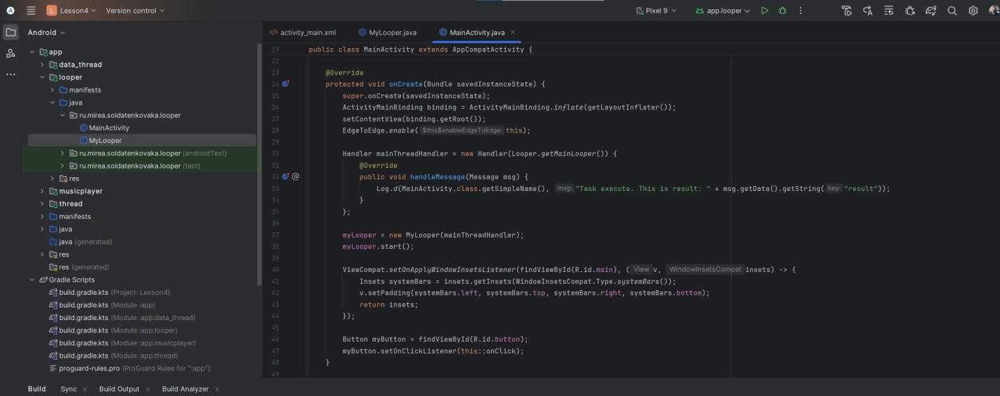 L Lesson4 Version control Pixel 9 app.looper
Android
activity_main.xml MyLooper.java MainActivity.java
app
data_thread
looper
manifests
java
ru.mirea.soldatenkovaka.looper
MainActivity
MyLooper
ru.mirea.soldatenkovaka.looper (androidTest)
ru.mirea.soldatenkovaka.looper (test)
res
musicplayer
thread
manifests
java
java (generated)
res
res (generated)
Gradle Scripts
build.gradle.kts (Project: Lesson4)
build.gradle.kts (Module :app)
build.gradle.kts (Module :app:data_thread)
build.gradle.kts (Module :app:looper)
build.gradle.kts (Module :app:musicplayer)
build.gradle.kts (Module :app:thread)
proguard-rules.pro (ProGuard Rules for ":app")
19 public class MainActivity extends AppCompatActivity {
22
23 @Override
24 protected void onCreate(Bundle savedInstanceState) {
25 super.onCreate(savedInstanceState);
26 ActivityMainBinding binding = ActivityMainBinding.inflate(getLayoutInflater());
27 setContentView(binding.getRoot());
28 EdgeToEdge.enable( $this$enableEdgeToEdge: this);
29
30 Handler mainThreadHandler = new Handler(Looper.getMainLooper()) {
31 @Override
32 @ public void handleMessage(Message msg) {
33 Log.d(MainActivity.class.getSimpleName(), msg: "Task execute. This is result: " + msg.getData().getString( key: "result"));
34 }
35 };
36
37 myLooper = new MyLooper(mainThreadHandler);
38 myLooper.start();
39
40 ViewCompat.setOnApplyWindowInsetsListener(findViewById(R.id.main), ( View v, WindowInsetsCompat insets) -> {
41 Insets systemBars = insets.getInsets(WindowInsetsCompat.Type.systemBars());
42 v.setPadding(systemBars.left, systemBars.top, systemBars.right, systemBars.bottom);
43 return insets;
44 });
45
46 Button myButton = findViewById(R.id.button);
47 myButton.setOnClickListener(this::onClick);
48 }
49
Build Sync Build Output Build Analyzer